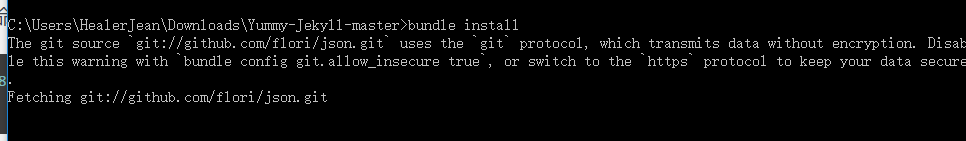 C:\Users\HealerJean\Downloads\Yummy-Jekyll-master>bundle install
The git source `git://github.com/flori/json.git` uses the `git` protocol, which transmits data without encryption. Disab
le this warning with `bundle config git.allow_insecure true`, or switch to the `https` protocol to keep your data secure
.
Fetching git://github.com/flori/json.git